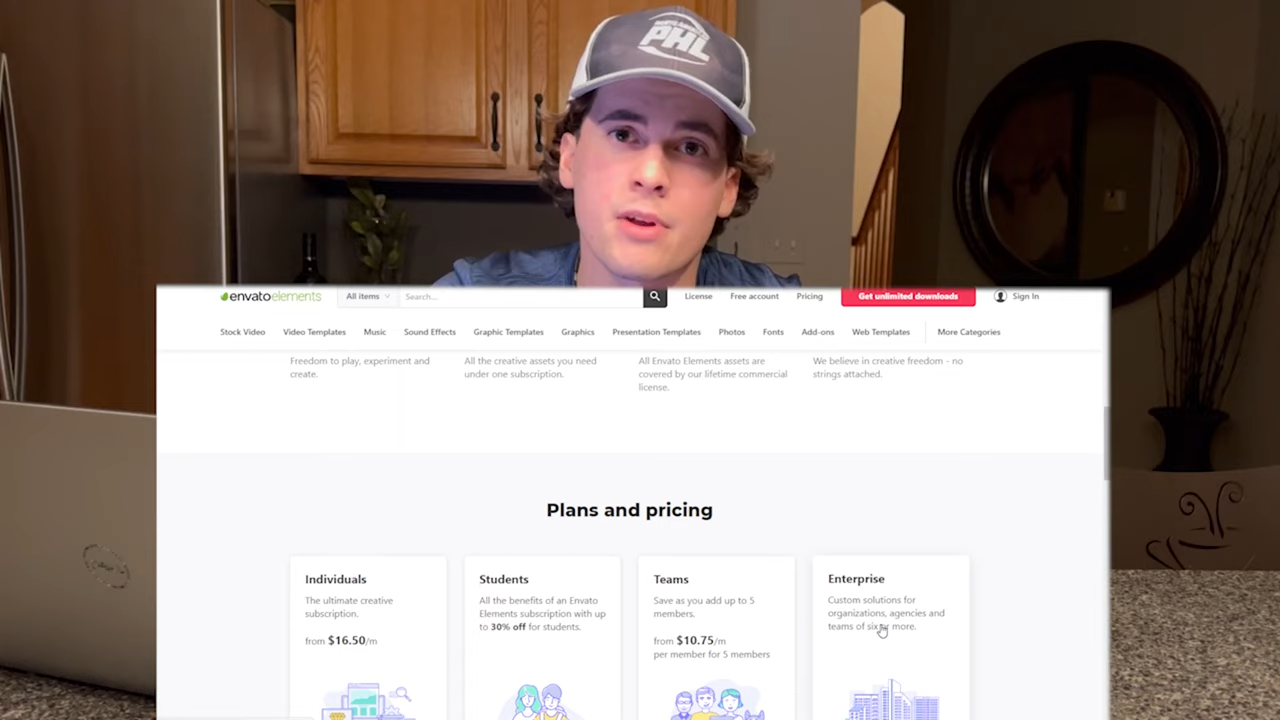 PHL
envatoelements
All items
Search...
License
Free account
Pricing
Get unlimited downloads
Sign In
Stock Video
Video Templates
Music
Sound Effects
Graphic Templates
Graphics
Presentation Templates
Photos
Fonts
Add-ons
Web Templates
More Categories
Freedom to play, experiment and
create.
All the creative assets you need
under one subscription.
All Envato Elements assets are
covered by our lifetime commercial
license.
We believe in creative freedom - no
strings attached.
Plans and pricing
Individuals
The ultimate creative
subscription.
from $16.50/m
Students
All the benefits of an Envato
Elements subscription with up
to 30% off for students.
Teams
Save as you add up to 5
members.
from $10.75/m
per member for 5 members
Enterprise
Custom solutions for
organizations, agencies and
teams of six or more.